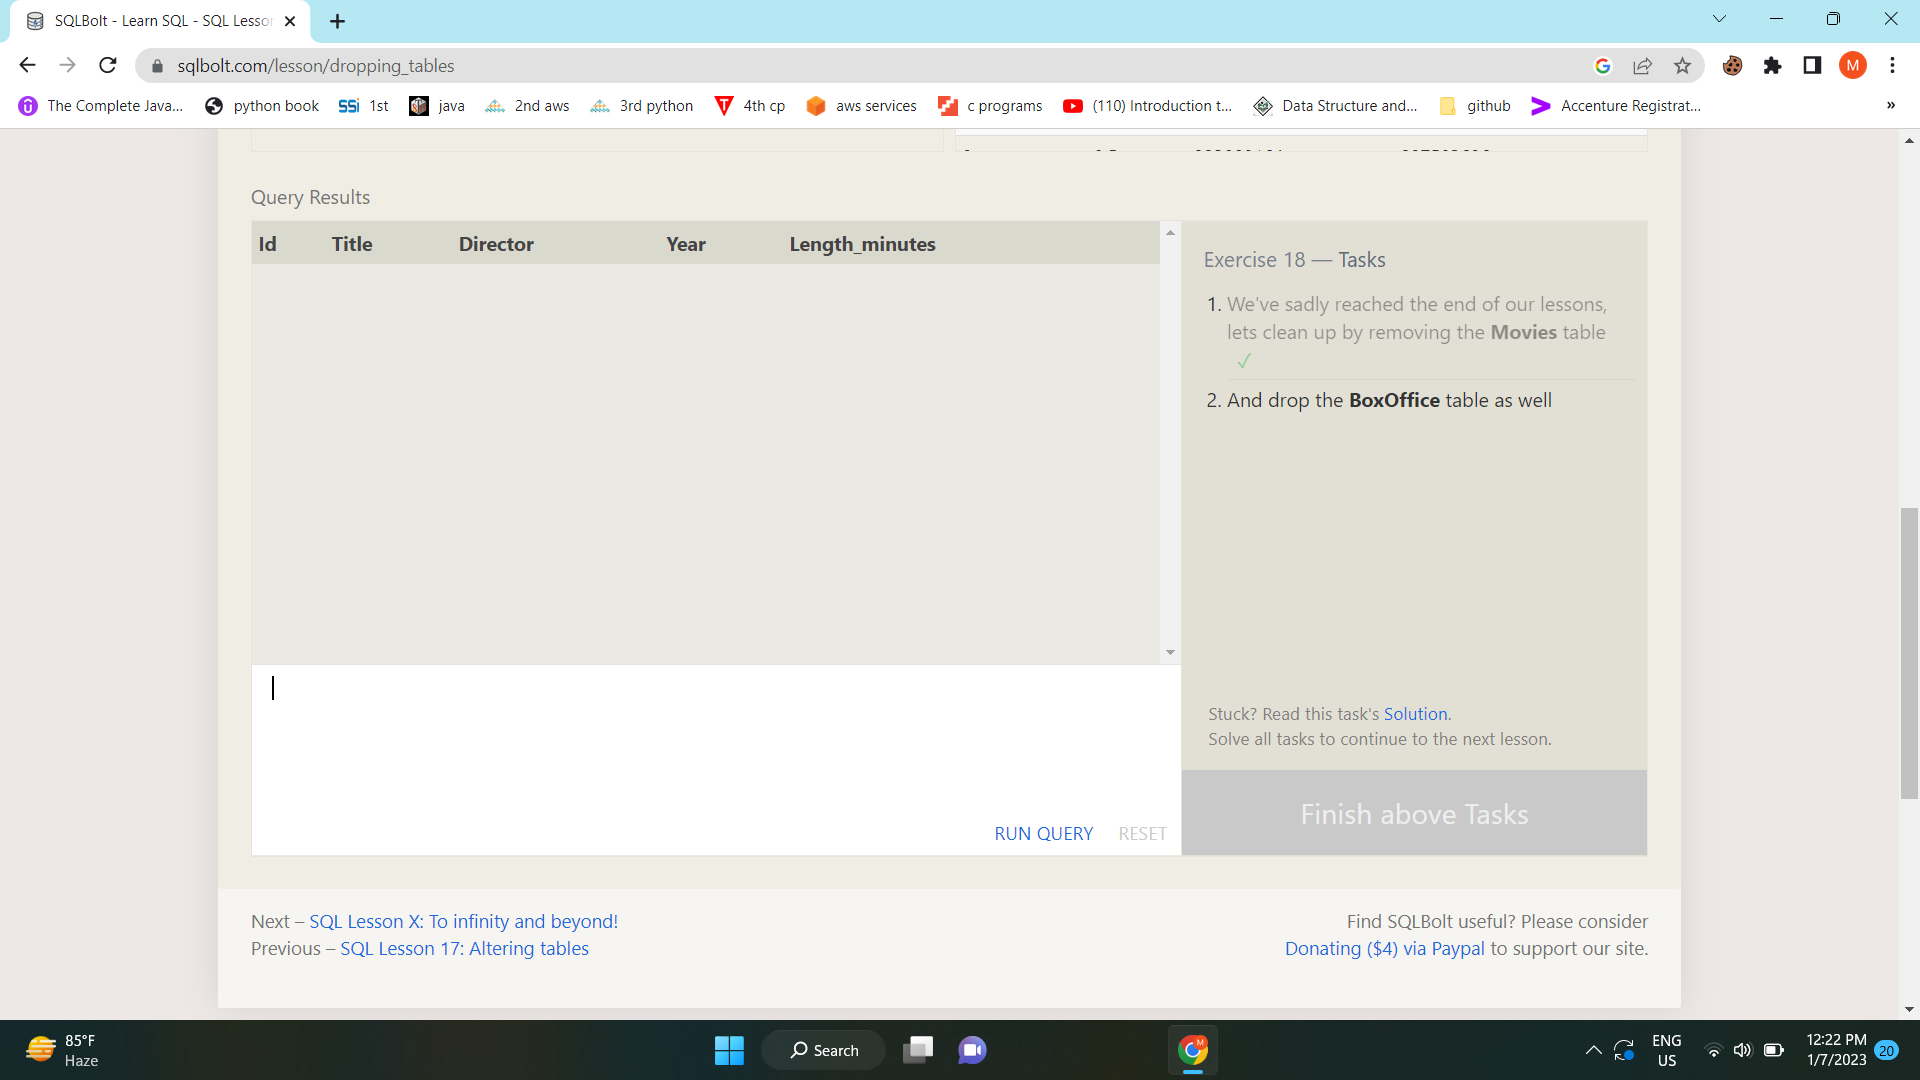 SQLBolt - Learn SQL - SQL Lesso
sqlbolt.com/lesson/dropping_tables
M
The Complete Java...
python book
SSi 1st
java
2nd aws
3rd python
4th cp
aws services
c programs
(110) Introduction t...
Data Structure and...
github
Accenture Registrat...
»
Query Results
Id Title Director Year Length_minutes
Exercise 18 — Tasks
1. We've sadly reached the end of our lessons,
lets clean up by removing the Movies table
✓
2. And drop the BoxOffice table as well
Stuck? Read this task's Solution.
Solve all tasks to continue to the next lesson.
RUN QUERY RESET
Finish above Tasks
Next – SQL Lesson X: To infinity and beyond!
Previous – SQL Lesson 17: Altering tables
Find SQLBolt useful? Please consider
Donating ($4) via Paypal to support our site.
85°F
Haze
Search
M
ENG
US
12:22 PM
1/7/2023
20